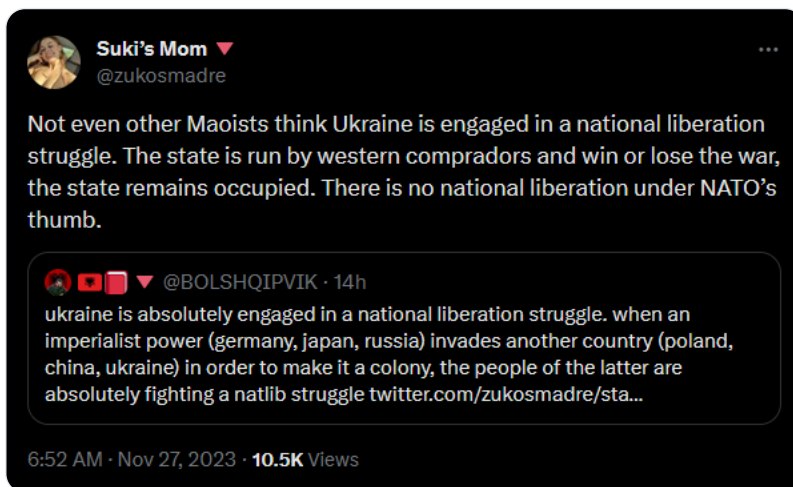 Suki's Mom 🔻
@zukosmadre
Not even other Maoists think Ukraine is engaged in a national liberation
struggle. The state is run by western compradors and win or lose the war,
the state remains occupied. There is no national liberation under NATO's
thumb.
🇦🇱📕🔻 @BOLSHQIPVIK · 14h
ukraine is absolutely engaged in a national liberation struggle. when an
imperialist power (germany, japan, russia) invades another country (poland,
china, ukraine) in order to make it a colony, the people of the latter are
absolutely fighting a natlib struggle twitter.com/zukosmadre/sta...
6:52 AM · Nov 27, 2023 · 10.5K Views